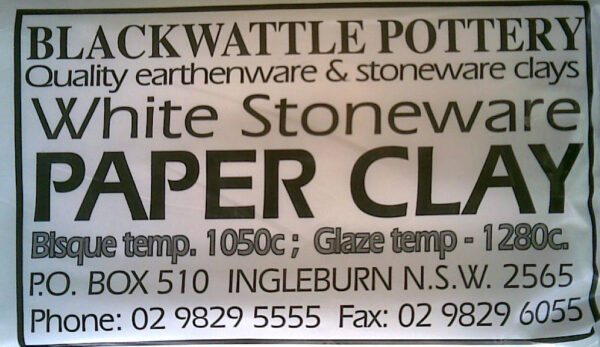 BLACKWATTLE POTTERY
Quality earthenware & stoneware clays
White Stoneware
PAPER CLAY
Bisque temp. 1050c ; Glaze temp - 1280c.
P.O. BOX 510 INGLEBURN N.S.W. 2565
Phone: 02 9829 5555 Fax: 02 9829 6055